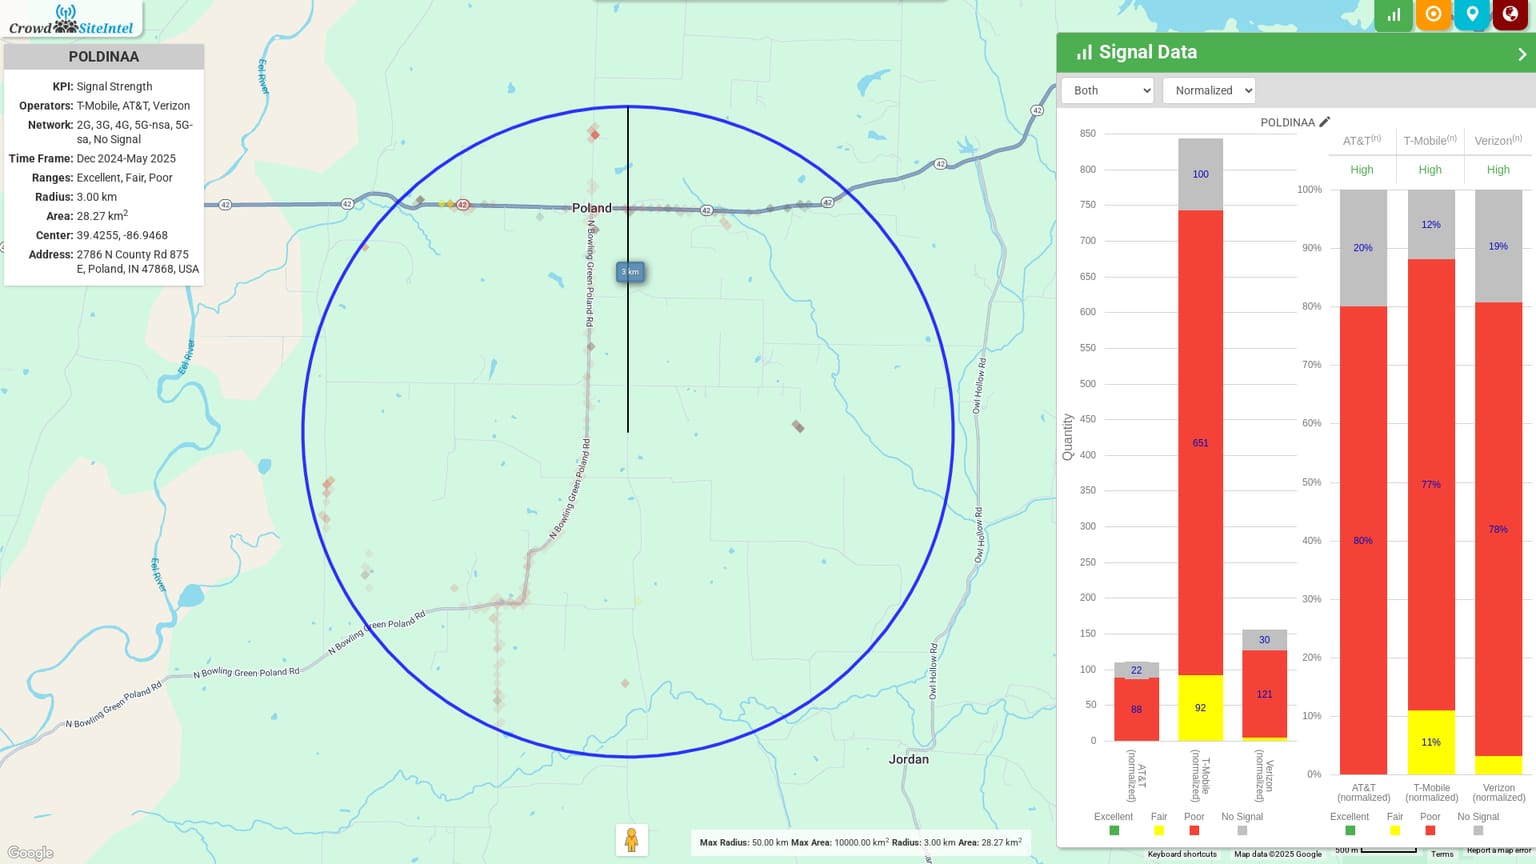 CrowdSiteIntel
POLDINAA
KPI: Signal Strength
Operators: T-Mobile, AT&T, Verizon
Network: 2G, 3G, 4G, 5G-nsa, 5G-
sa, No Signal
Time Frame: Dec 2024-May 2025
Ranges: Excellent, Fair, Poor
Radius: 3.00 km
Area: 28.27 km2
Center: 39.4255, -86.9468
Address: 2786 N County Rd 875
E, Poland, IN 47868, USA
Eel River
Eel River
Eel River
42
42
42
42
42
42
42
Poland
3 km
N Bowling Green Poland Rd
N Bowling Green Poland Rd
N Bowling Green Poland Rd
N Bowling Green Poland Rd
N Bowling Green Poland Rd
Owl Hollow Rd
Owl Hollow Rd
Owl Hollow Rd
Jordan
Google
Max Radius: 50.00 km Max Area: 10000.00 km2 Radius: 3.00 km Area: 28.27 km2
Signal Data
Both
Normalized
POLDINAA
Quantity
850
800
750
700
650
600
550
500
450
400
350
300
250
200
150
100
50
0
22
88
100
651
92
30
121
AT&T
(normalized)
T-Mobile
(normalized)
Verizon
(normalized)
Excellent
Fair
Poor
No Signal
AT&T(n)
T-Mobile(n)
Verizon(n)
High
High
High
100%
90%
80%
70%
60%
50%
40%
30%
20%
10%
0%
20%
80%
12%
77%
11%
19%
78%
AT&T
(normalized)
T-Mobile
(normalized)
Verizon
(normalized)
Excellent
Fair
Poor
No Signal
Keyboard shortcuts
Map data ©2025 Google
500 m
Terms
Report a map error